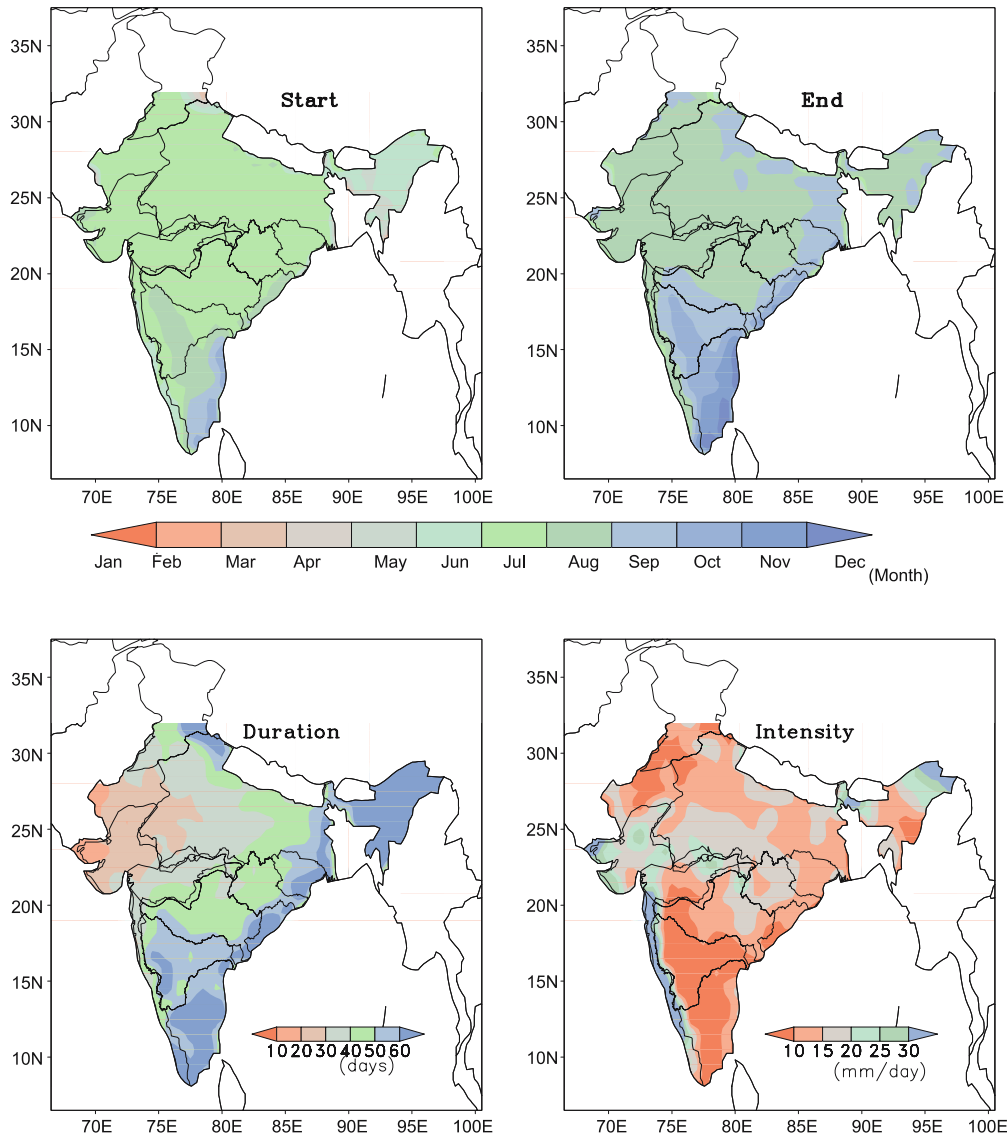 35N
30N
25N
20N
15N
10N
Start
70E 75E 80E 85E 90E 95E 100E
35N
30N
25N
20N
15N
10N
End
70E 75E 80E 85E 90E 95E 100E
Jan Feb Mar Apr May Jun Jul Aug Sep Oct Nov Dec
(Month)
35N
30N
25N
20N
15N
10N
Duration
10 20 30 40 50 60
(days)
70E 75E 80E 85E 90E 95E 100E
35N
30N
25N
20N
15N
10N
Intensity
10 15 20 25 30
(mm/day)
70E 75E 80E 85E 90E 95E 100E